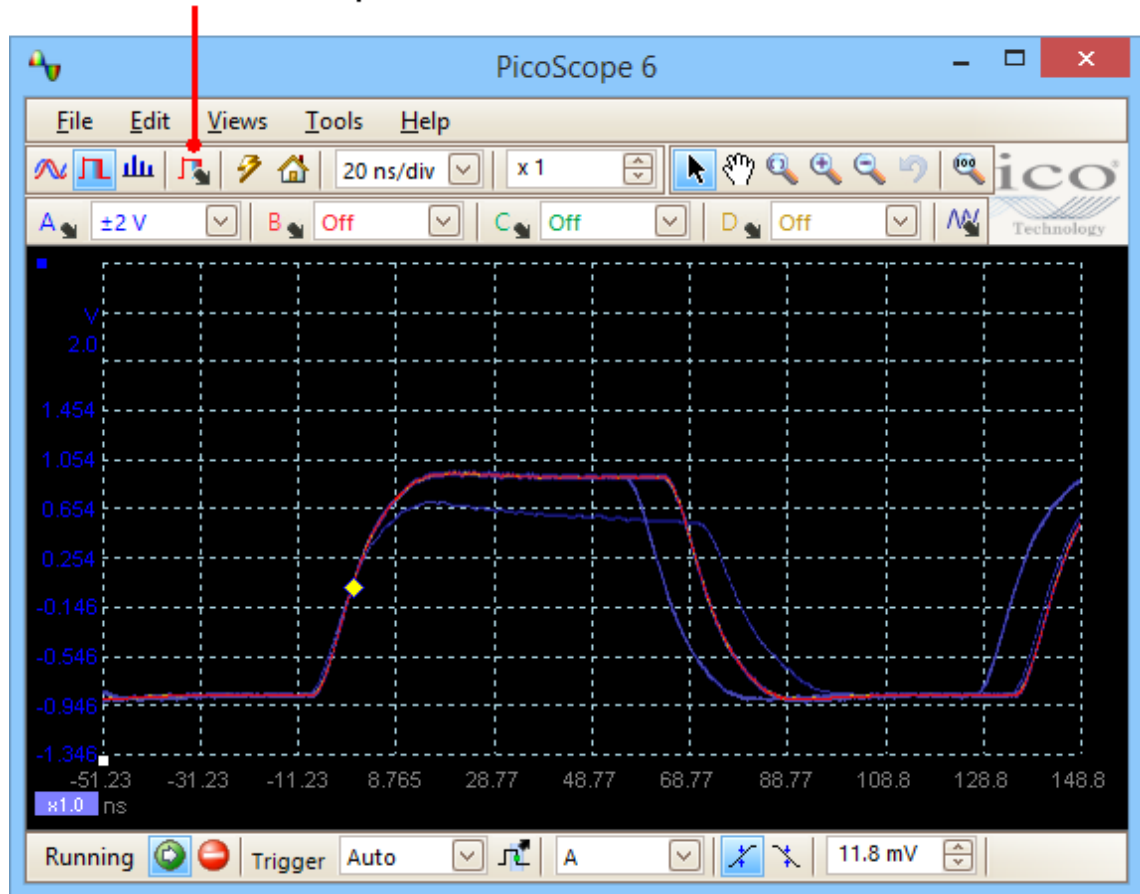 PicoScope 6
File Edit Views Tools Help
20 ns/div x 1 100 ico
A ±2 V B Off C Off D Off Technology
V
2.0
1.454
1.054
0.654
0.254
-0.146
-0.546
-0.946
-1.346
-51.23 -31.23 -11.23 8.765 28.77 48.77 68.77 88.77 108.8 128.8 148.8
x1.0 ns
Running Trigger Auto A 11.8 mV